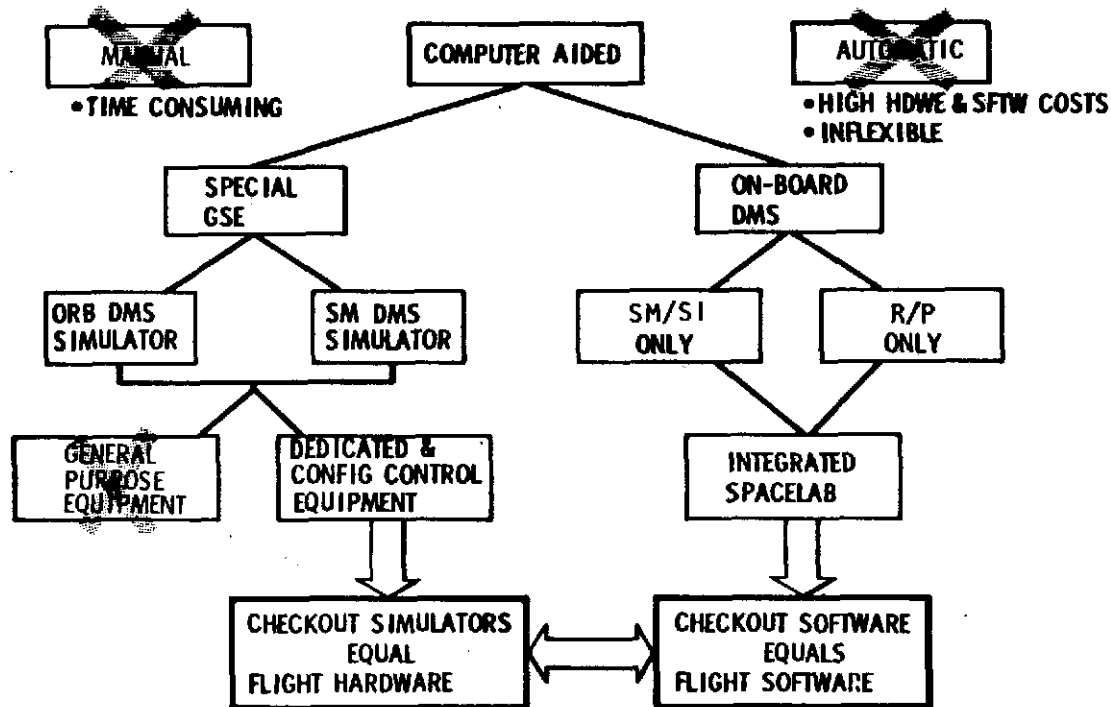 MANUAL
• TIME CONSUMING
COMPUTER AIDED
AUTOMATIC
• HIGH HDWE & SFTW COSTS
• INFLEXIBLE
SPECIAL
GSE
ON-BOARD
DMS
ORB DMS
SIMULATOR
SM DMS
SIMULATOR
SM/SI
ONLY
R/P
ONLY
GENERAL
PURPOSE
EQUIPMENT
DEDICATED &
CONFIG CONTROL
EQUIPMENT
INTEGRATED
SPACELAB
CHECKOUT SIMULATORS
EQUAL
FLIGHT HARDWARE
CHECKOUT SOFTWARE
EQUALS
FLIGHT SOFTWARE